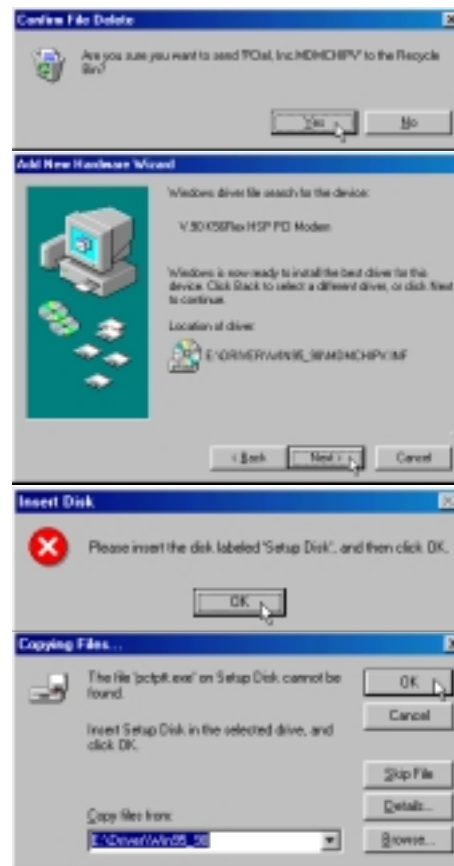 Confirm File Delete
Are you sure you want to send 'PCtel, Inc.MDMCHIPV' to the Recycle
Bin?
Yes
No
Add New Hardware Wizard
Windows driver file search for the device:
V.90 K56Flex HSP PCI Modem
Windows is now ready to install the best driver for this
device. Click Back to select a different driver, or click Next
to continue.
Location of driver:
E:\DRIVER\WIN95_98\MDMCHIPV.INF
< Back
Next >
Cancel
Insert Disk
Please insert the disk labeled 'Setup Disk', and then click OK.
OK
Copying Files...
The file 'pctptt.exe' on Setup Disk cannot be
found.
Insert Setup Disk in the selected drive, and
click OK.
Copy files from:
E:\Driver\Win95_98
OK
Cancel
Skip File
Details...
Browse...